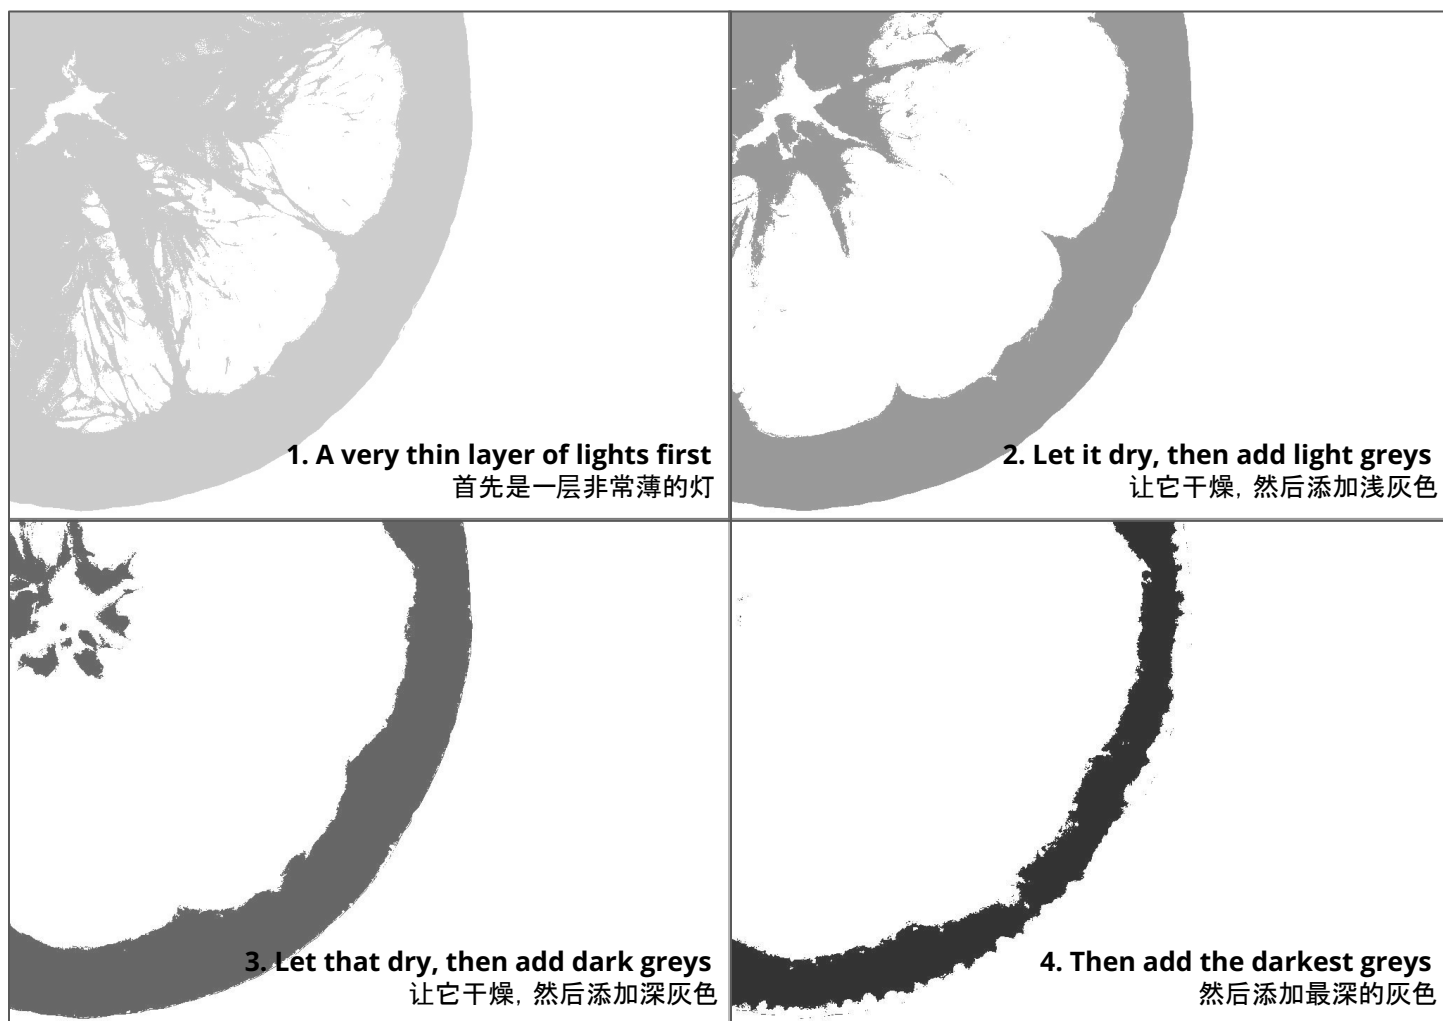 1. A very thin layer of lights first
首先是一层非常薄的灯
2. Let it dry, then add light greys
让它干燥, 然后添加浅灰色
3. Let that dry, then add dark greys
让它干燥, 然后添加深灰色
4. Then add the darkest greys
然后添加最深的灰色